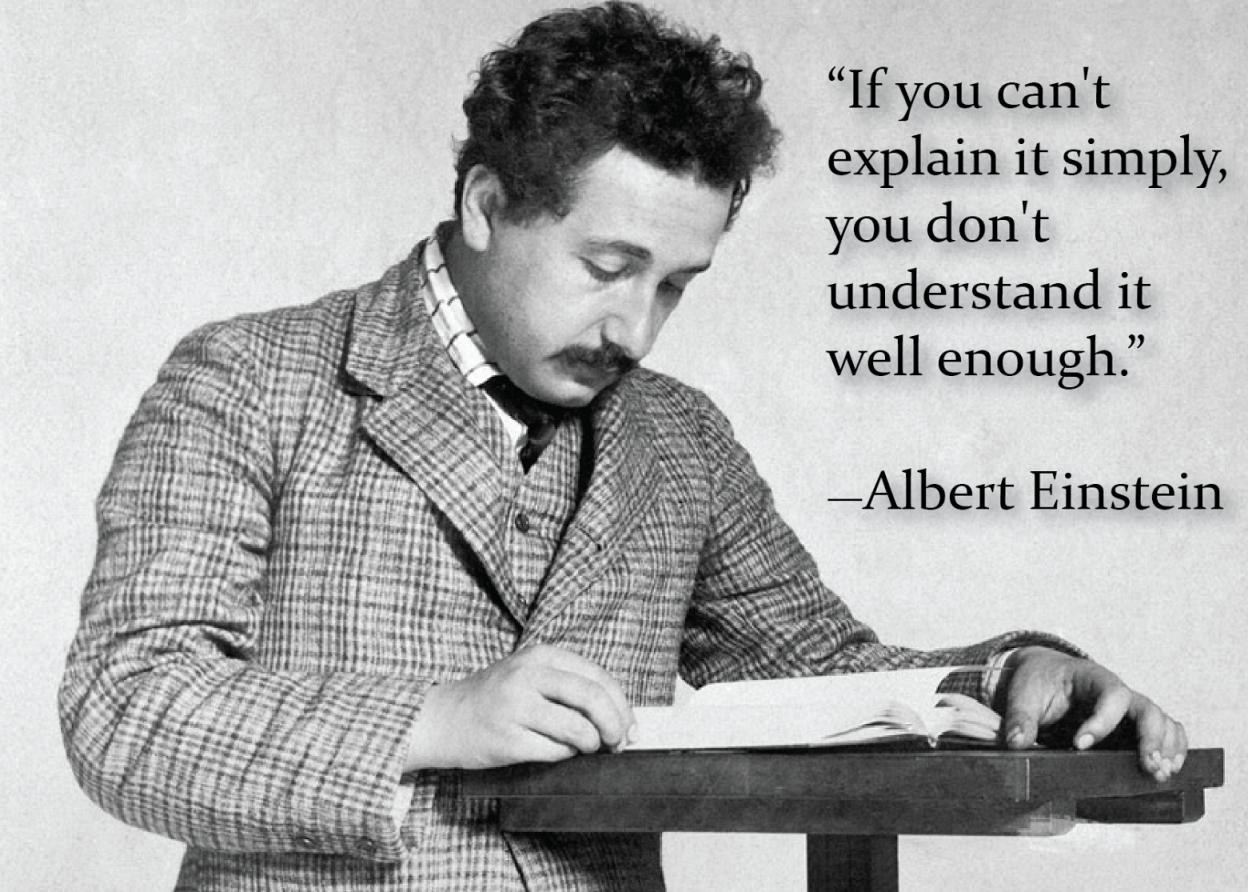 “If you can't
explain it simply,
you don't
understand it
well enough.”
—Albert Einstein